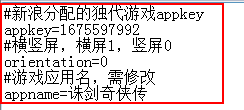 #新浪分配的独代游戏appkey
appkey=1675597992
#横竖屏，横屏1，竖屏0
orientation=0
#游戏应用名，需修改
appname=诛剑奇侠传